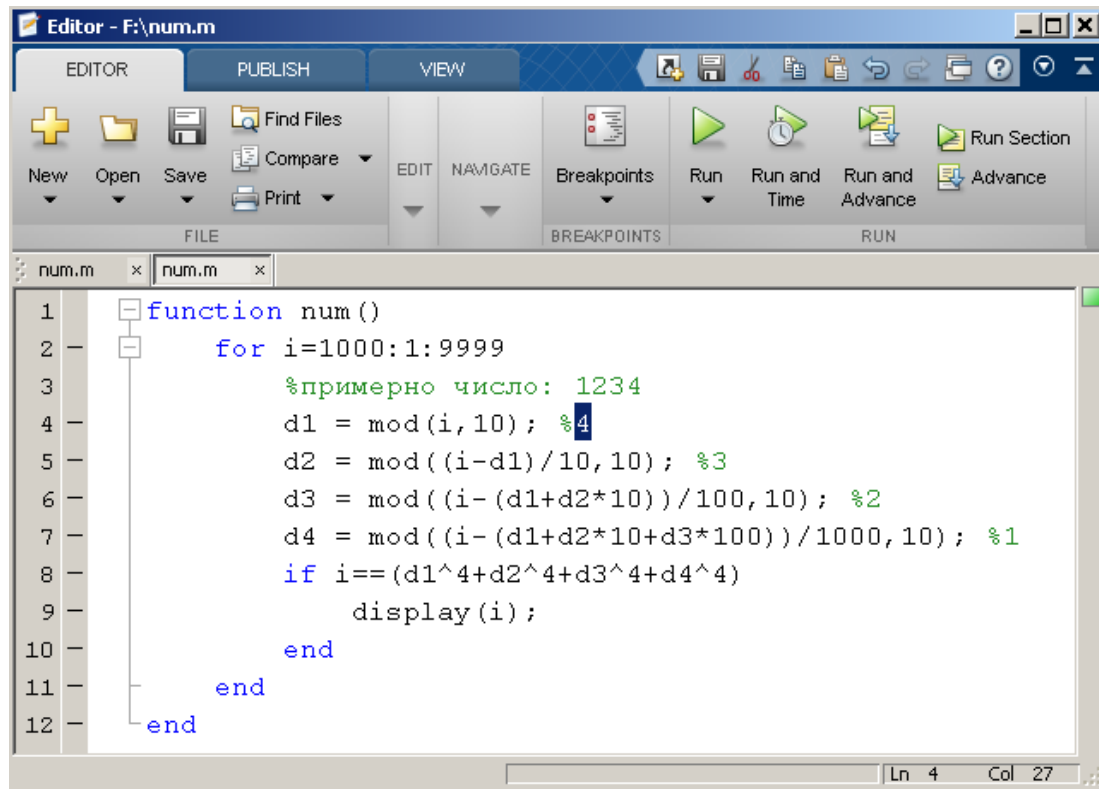 Editor - F:\num.m
EDITOR PUBLISH VIEW
New Open Save Find Files Compare Print
FILE
EDIT NAVIGATE
Breakpoints
BREAKPOINTS
Run Run and Time Run and Advance Run Section Advance
RUN
num.m × num.m ×
1 function num()
2 for i=1000:1:9999
3 %примерно число: 1234
4 d1 = mod(i,10); %4
5 d2 = mod((i-d1)/10,10); %3
6 d3 = mod((i-(d1+d2*10))/100,10); %2
7 d4 = mod((i-(d1+d2*10+d3*100))/1000,10); %1
8 if i==(d1^4+d2^4+d3^4+d4^4)
9 display(i);
10 end
11 end
12 end
Ln 4 Col 27